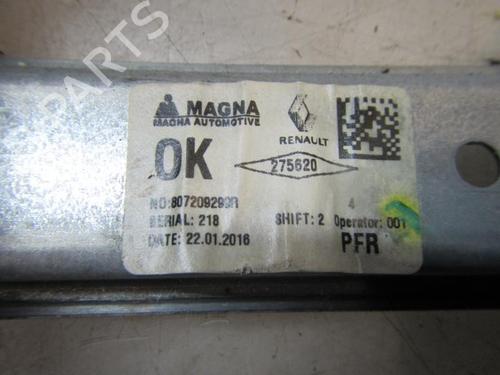 PARTS
MAGNA
MAGNA AUTOMOTIVE
RENAULT
OK
275620
NO:807209299R
4
SERIAL: 218 SHIFT: 2 Operator: 001
DATE: 22.01.2016 PFR